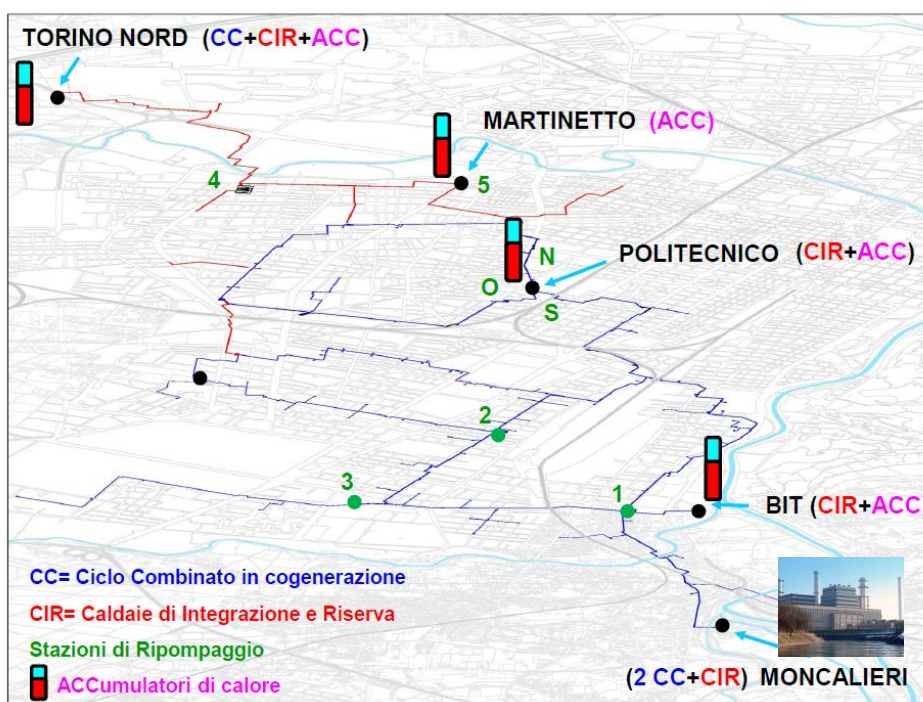 TORINO NORD (CC+CIR+ACC)
MARTINETTO (ACC)
4
5
N
POLITECNICO (CIR+ACC)
O
S
2
3
1
BIT (CIR+ACC
CC= Ciclo Combinato in cogenerazione
CIR= Caldaie di Integrazione e Riserva
Stazioni di Ripompaggio
ACCumulatori di calore
(2 CC+CIR) MONCALIERI